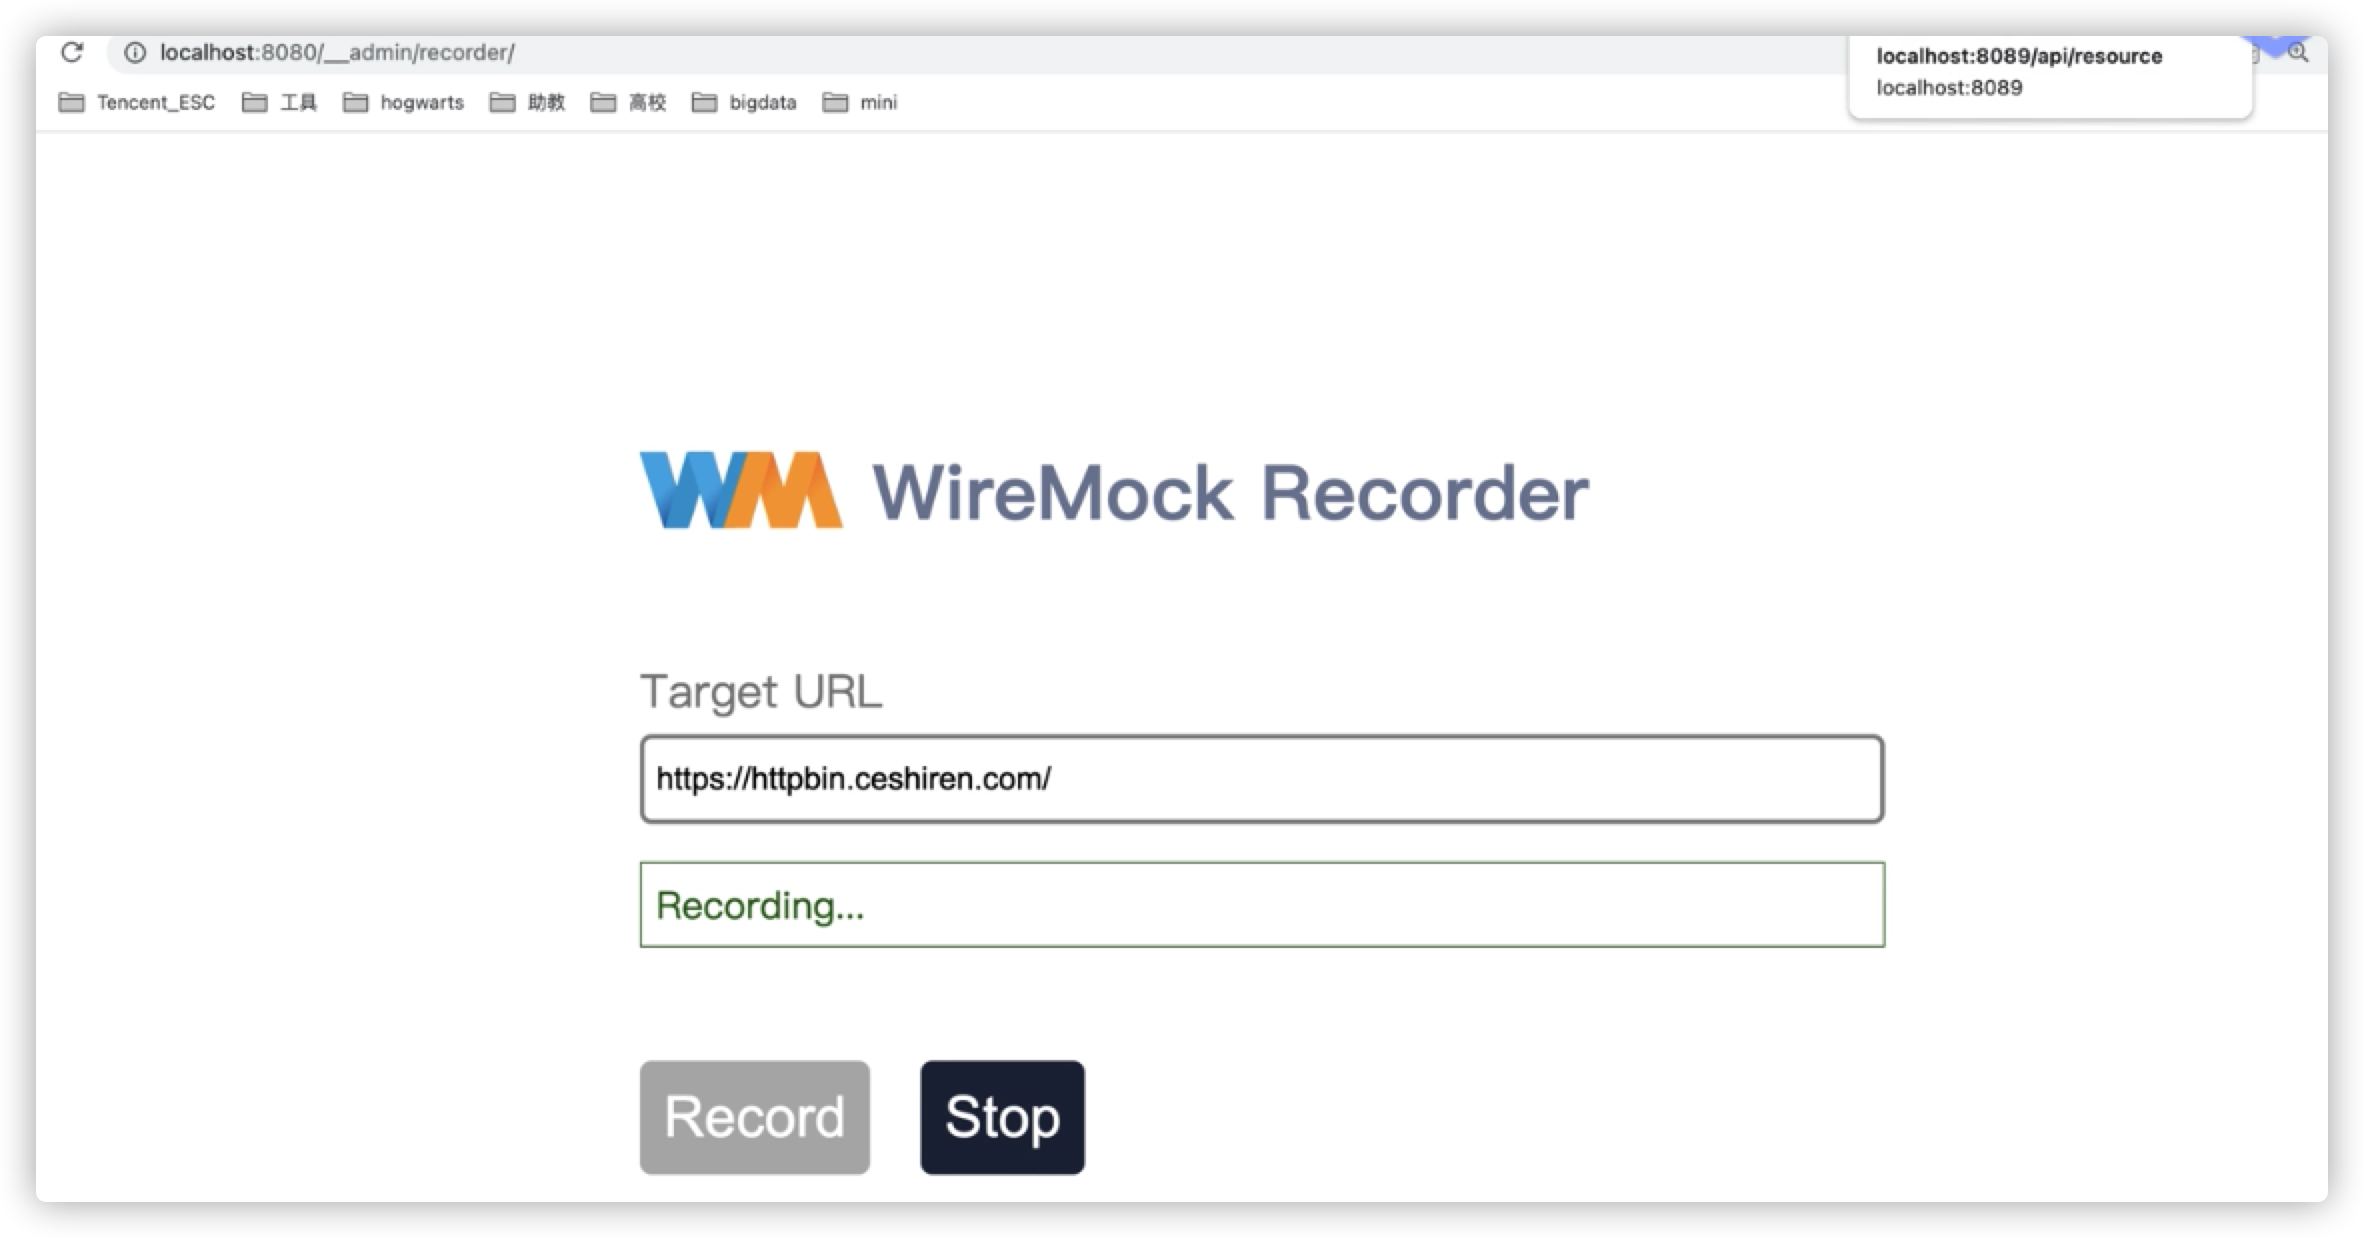 localhost:8080/__admin/recorder/
localhost:8089/api/resource
localhost:8089
Tencent_ESC 工具 hogwarts 助教 高校 bigdata mini
WM WireMock Recorder
Target URL
https://httpbin.ceshiren.com/
Recording...
Record Stop